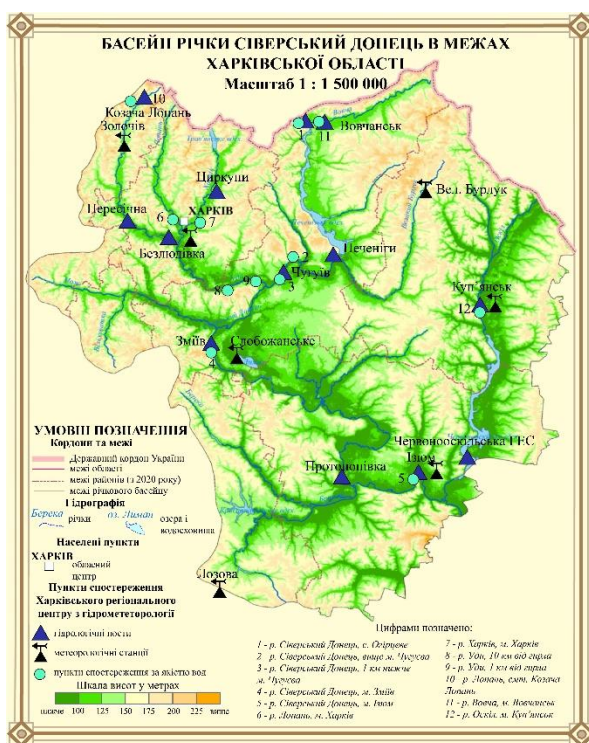 БАСЕЙН РІЧКИ СІВЕРСЬКИЙ ДОНЕЦЬ В МЕЖАХ
ХАРКІВСЬКОЇ ОБЛАСТІ
Масштаб 1 : 1 500 000
10
Козача Лопань
Золочів
1
11
Вовчанськ
Циркуни
Вел. Бурлук
Пересічна
6
ХАРКІВ
7
Безлюдівка
Печеніги
2
Чугуїв
3
9
8
Куп'янськ
12
Зміїв
4
Слобожанське
Червонооскільська ГЕС
Ізюм
5
Протопопівка
Лозова
УМОВНІ ПОЗНАЧЕННЯ
Кордони та межі
Державний кордон України
межі області
межі районів (з 2020 року)
межі річкового басейну
Гідрографія
Берека
річки
оз. Лиман
озера і
водосховища
Населені пункти
ХАРКІВ
обласний
центр
Пункти спостереження
Харківського регіонального
центру з гідрометеорології
гідрологічні пости
метеорологічні станції
пункти спостереження за якістю вод
Шкала висот у метрах
нижче 100 125 150 175 200 225 вище
Цифрами позначено:
1 - р. Сіверський Донець, с. Огірцеве
2 - р. Сіверський Донець, вище м. Чугуєва
3 - р. Сіверський Донець, 1 км нижче
м. Чугуєва
4 - р. Сіверський Донець, м. Зміїв
5 - р. Сіверський Донець, м. Ізюм
6 - р. Лопань, м. Харків
7 - р. Харків, м. Харків
8 - р. Уди, 10 км від гирла
9 - р. Уди, 1 км від гирла
10 - р. Лопань, смт. Козача
Лопань
11 - р. Вовча, м. Вовчанськ
12 - р. Оскіл, м. Куп'янськ